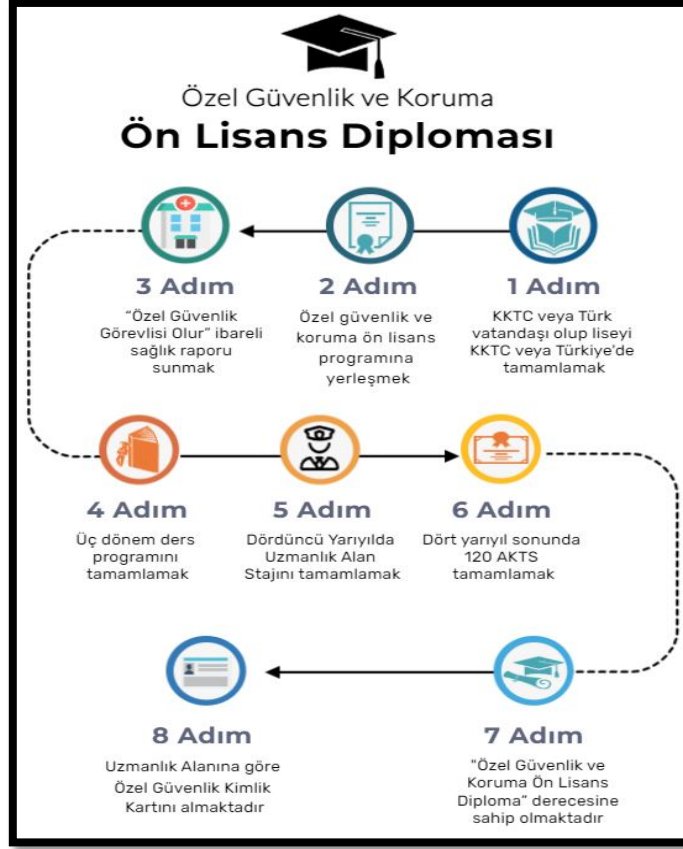 Özel Güvenlik ve Koruma
Ön Lisans Diploması
1 Adım
KKTC veya Türk
vatandaşı olup liseyi
KKTC veya Türkiye'de
tamamlamak
2 Adım
Özel güvenlik ve
koruma ön lisans
programına
yerleşmek
3 Adım
"Özel Güvenlik
Görevlisi Olur" ibareli
sağlık raporu
sunmak
4 Adım
Üç dönem ders
programını
tamamlamak
5 Adım
Dördüncü Yarıyılda
Uzmanlık Alan
Stajını tamamlamak
6 Adım
Dört yarıyıl sonunda
120 AKTS
tamamlamak
7 Adım
"Özel Güvenlik ve
Koruma Ön Lisans
Diploma" derecesine
sahip olmaktadır
8 Adım
Uzmanlık Alanına göre
Özel Güvenlik Kimlik
Kartını almaktadır